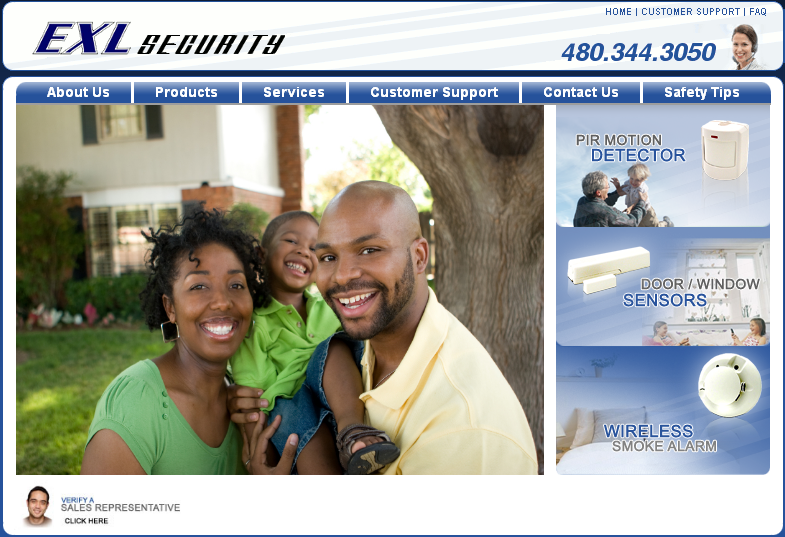 HOME | CUSTOMER SUPPORT | FAQ
EXL SECURITY
480.344.3050
About Us
Products
Services
Customer Support
Contact Us
Safety Tips
PIR MOTION
DETECTOR
DOOR / WINDOW
SENSORS
WIRELESS
SMOKE ALARM
VERIFY A
SALES REPRESENTATIVE
CLICK HERE